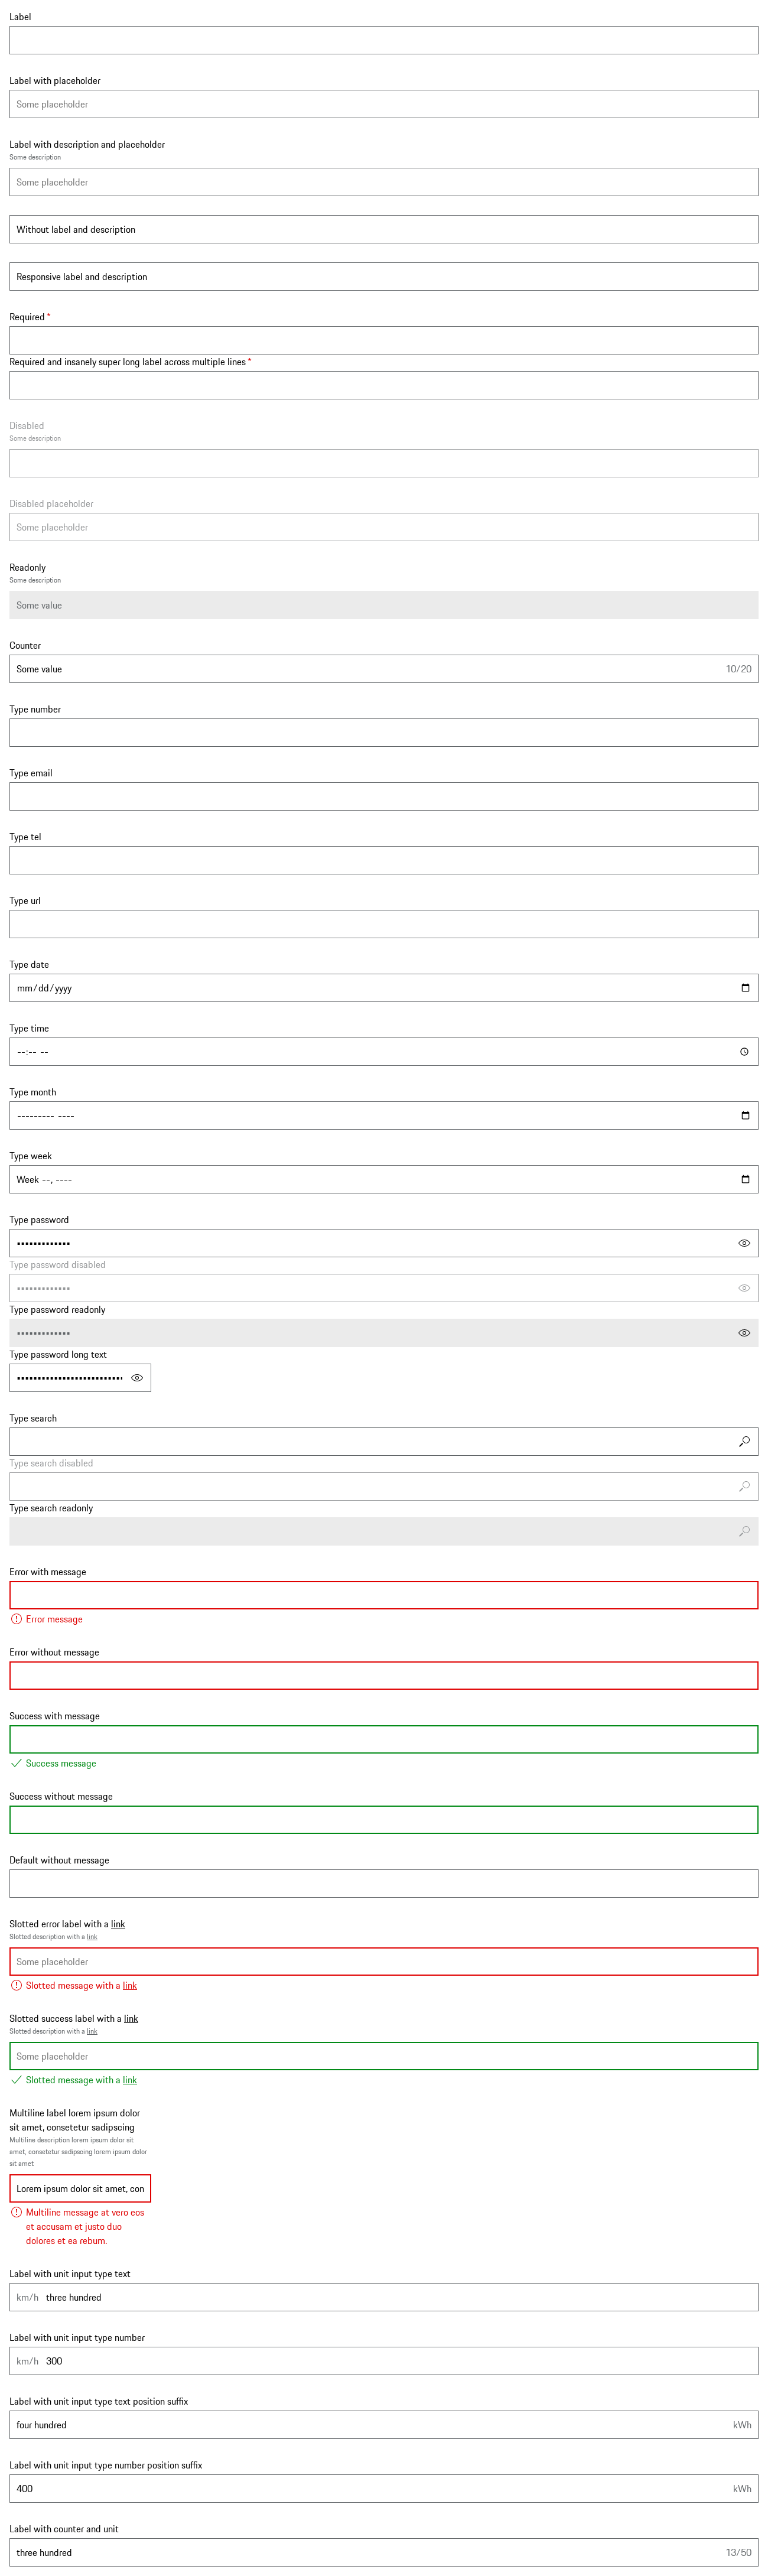 Label
Label with placeholder
Some placeholder
Label with description and placeholder
Some description
Some placeholder
Without label and description
Responsive label and description
Required *
Required and insanely super long label across multiple lines *
Disabled
Some description
Disabled placeholder
Some placeholder
Readonly
Some description
Some value
Counter
Some value 10/20
Type number
Type email
Type tel
Type url
Type date
mm/dd/yyyy
Type time
--:-- --
Type month
--------- ----
Type week
Week --, ----
Type password
Type password disabled
Type password readonly
Type password long text
Type search
Type search disabled
Type search readonly
Error with message
Error message
Error without message
Success with message
Success message
Success without message
Default without message
Slotted error label with a link
Slotted description with a link
Some placeholder
Slotted message with a link
Slotted success label with a link
Slotted description with a link
Some placeholder
Slotted message with a link
Multiline label lorem ipsum dolor
sit amet, consetetur sadipscing
Multiline description lorem ipsum dolor sit
amet, consetetur sadipscing lorem ipsum dolor
sit amet
Lorem ipsum dolor sit amet, con
Multiline message at vero eos
et accusam et justo duo
dolores et ea rebum.
Label with unit input type text
km/h three hundred
Label with unit input type number
km/h 300
Label with unit input type text position suffix
four hundred kWh
Label with unit input type number position suffix
400 kWh
Label with counter and unit
three hundred 13/50